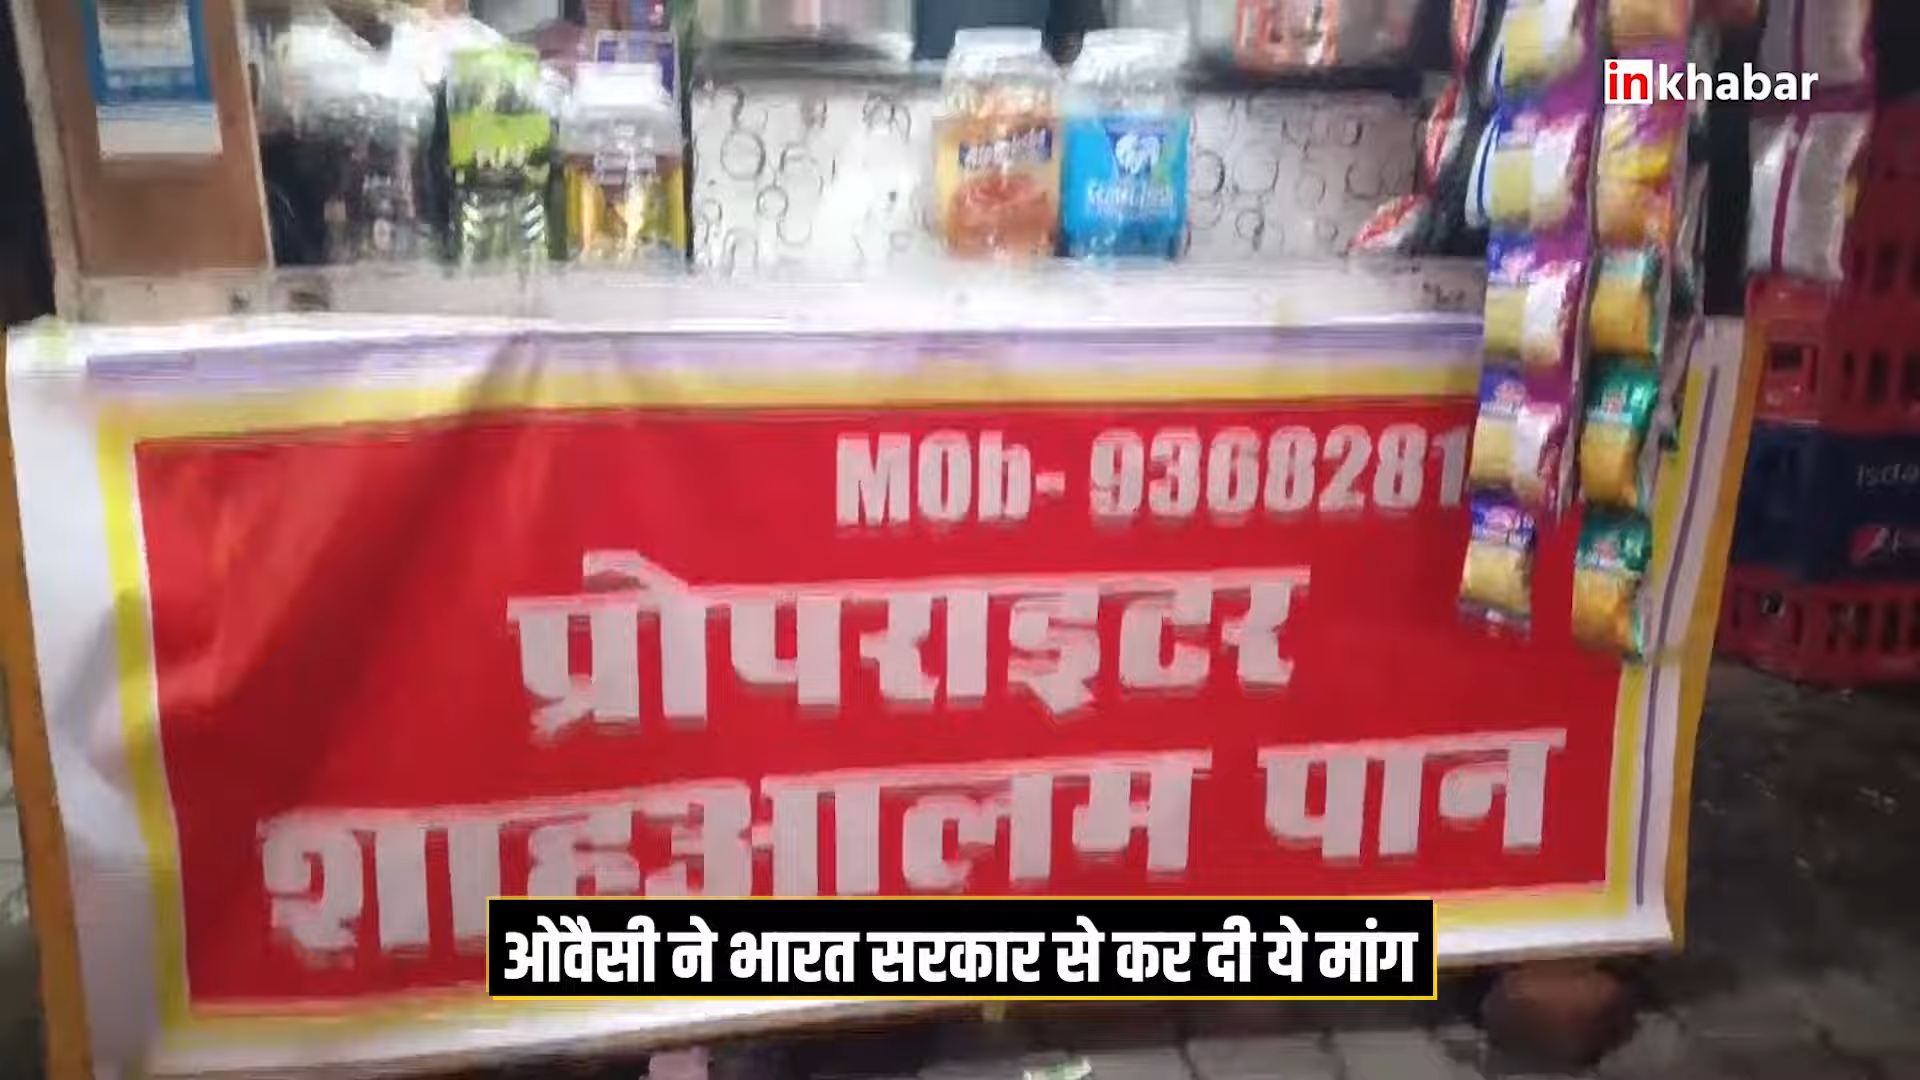 inkhabar
MOb- 9368281
प्रोपराइटर
शाहआलम पान
ओवैसी ने भारत सरकार से कर दी ये मांग